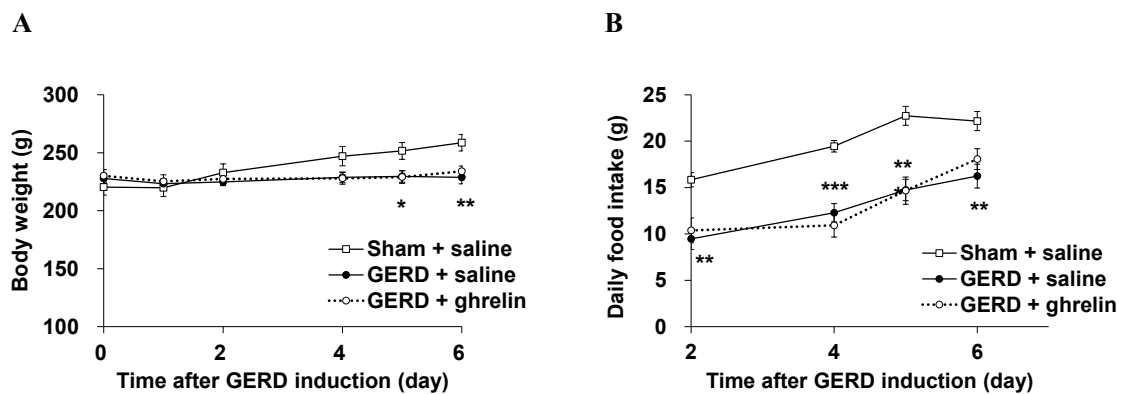 A
300
250
200
150
100
Body weight (g)
*
**
Sham + saline
GERD + saline
GERD + ghrelin
0
2
4
6
Time after GERD induction (day)
B
25
20
15
10
5
0
Daily food intake (g)
**
***
**
**
Sham + saline
GERD + saline
GERD + ghrelin
2
4
6
Time after GERD induction (day)